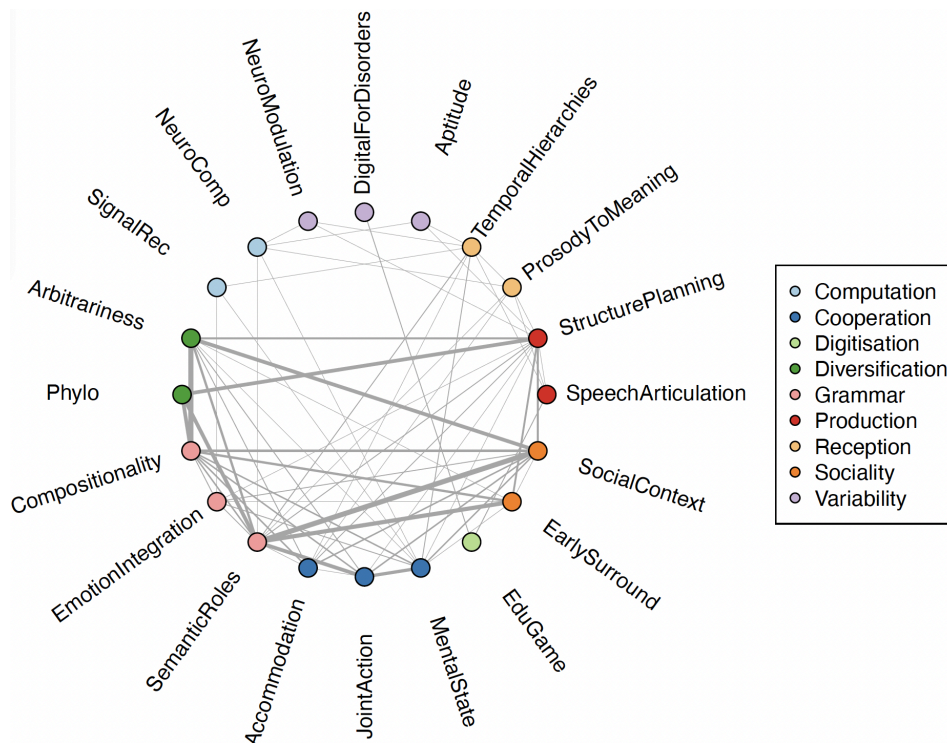 DigitalForDisorders
NeuroModulation
Aptitude
TemporalHierarchies
NeuroComp
ProsodyToMeaning
SignalRec
StructurePlanning
Arbitrariness
Phylo
SpeechArticulation
Compositionality
SocialContext
EmotionIntegration
EarlySurround
SemanticRoles
EduGame
Accommodation
JointAction
MentalState
Computation
Cooperation
Digitisation
Diversification
Grammar
Production
Reception
Sociality
Variability